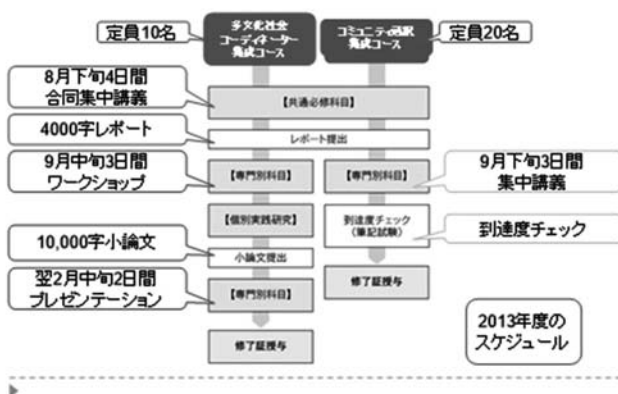 定員10名
多文化社会
コーディネーター
養成コース
コミュニティ通訳
養成コース
定員20名
8月下旬4日間
合同集中講義
【共通必修科目】
4000字レポート
レポート提出
9月中旬3日間
ワークショップ
【専門別科目】
【専門別科目】
9月下旬3日間
集中講義
【個別実践研究】
到達度チェック
(筆記試験)
到達度チェック
10,000字小論文
小論文提出
翌2月中旬2日間
プレゼンテーション
【専門別科目】
修了証授与
修了証授与
2013年度の
スケジュール